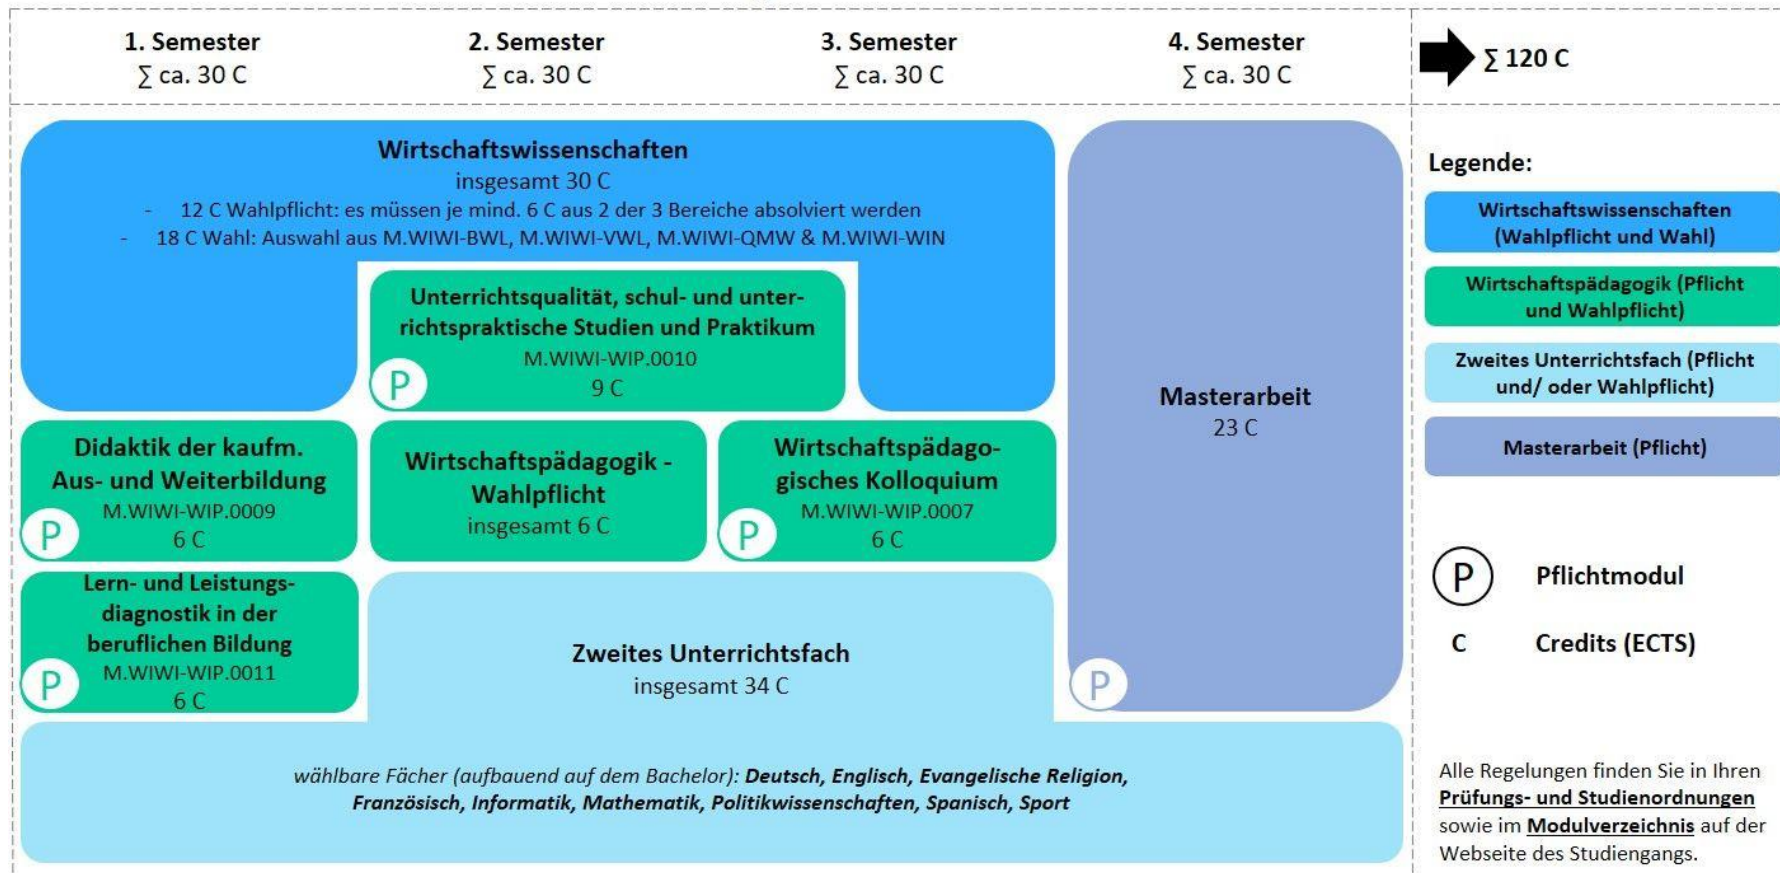 1. Semester
∑ ca. 30 C
2. Semester
∑ ca. 30 C
3. Semester
∑ ca. 30 C
4. Semester
∑ ca. 30 C
∑ 120 C
Wirtschaftswissenschaften
insgesamt 30 C
- 12 C Wahlpflicht: es müssen je mind. 6 C aus 2 der 3 Bereiche absolviert werden
- 18 C Wahl: Auswahl aus M.WIWI-BWL, M.WIWI-VWL, M.WIWI-QMW & M.WIWI-WIN
Unterrichtsqualität, schul- und unter-
richtspraktische Studien und Praktikum
M.WIWI-WIP.0010
9 C
P
Didaktik der kaufm.
Aus- und Weiterbildung
M.WIWI-WIP.0009
6 C
P
Wirtschaftspädagogik -
Wahlpflicht
insgesamt 6 C
Wirtschaftspädago-
gisches Kolloquium
M.WIWI-WIP.0007
6 C
P
Lern- und Leistungs-
diagnostik in der
beruflichen Bildung
M.WIWI-WIP.0011
6 C
P
Zweites Unterrichtsfach
insgesamt 34 C
wählbare Fächer (aufbauend auf dem Bachelor): Deutsch, Englisch, Evangelische Religion,
Französisch, Informatik, Mathematik, Politikwissenschaften, Spanisch, Sport
Masterarbeit
23 C
P
Legende:
Wirtschaftswissenschaften
(Wahlpflicht und Wahl)
Wirtschaftspädagogik (Pflicht
und Wahlpflicht)
Zweites Unterrichtsfach (Pflicht
und/ oder Wahlpflicht)
Masterarbeit (Pflicht)
P Pflichtmodul
C Credits (ECTS)
Alle Regelungen finden Sie in Ihren
Prüfungs- und Studienordnungen
sowie im Modulverzeichnis auf der
Webseite des Studiengangs.